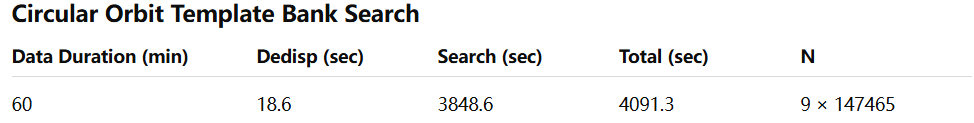 Circular Orbit Template Bank Search
Data Duration (min) Dedisp (sec) Search (sec) Total (sec) N
60 18.6 3848.6 4091.3 9 × 147465